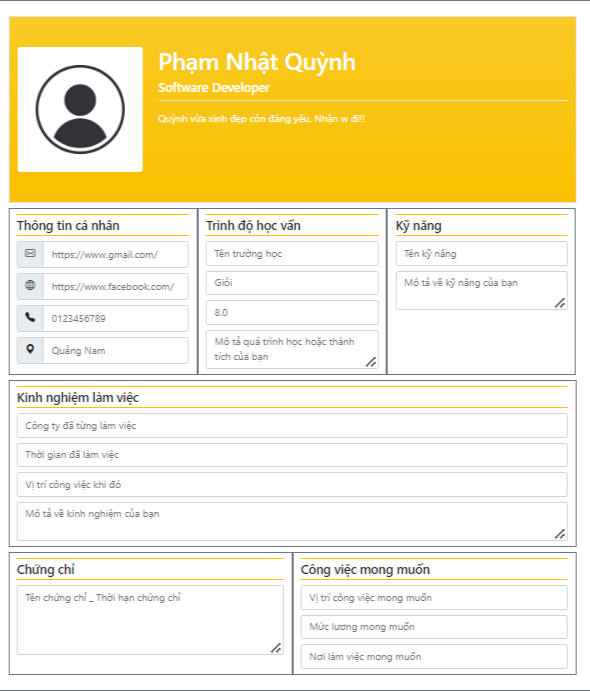 Phạm Nhật Quỳnh
Software Developer
Quỳnh vừa xinh đẹp còn đáng yêu. Nhận w đi!!
Thông tin cá nhân
https://www.gmail.com/
https://www.facebook.com/
0123456789
Quảng Nam
Trình độ học vấn
Tên trường học
Giỏi
8.0
Mô tả quá trình học hoặc thành
tích của bạn
Kỹ năng
Tên kỹ năng
Mô tả về kỹ năng của bạn
Kinh nghiệm làm việc
Công ty đã từng làm việc
Thời gian đã làm việc
Vị trí công việc khi đó
Mô tả về kinh nghiệm của bạn
Chứng chỉ
Tên chứng chỉ _ Thời hạn chứng chỉ
Công việc mong muốn
Vị trí công việc mong muốn
Mức lương mong muốn
Nơi làm việc mong muốn